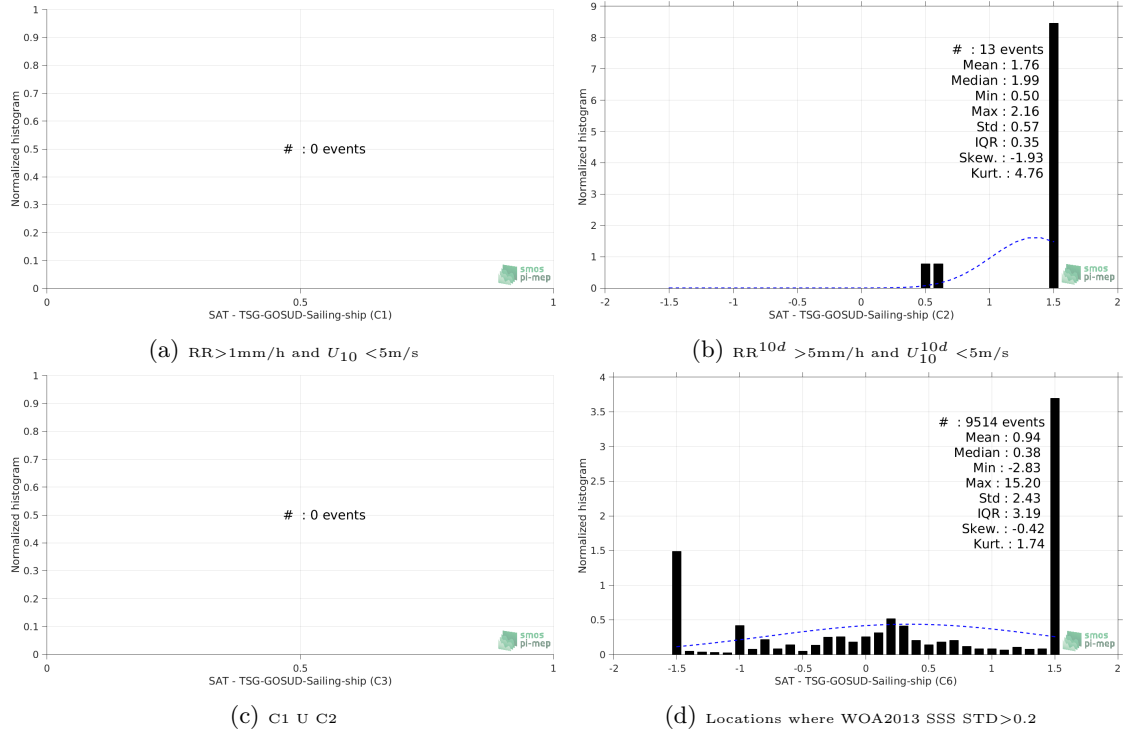 1
0.9
0.8
0.7
0.6
0.5
0.4
0.3
0.2
0.1
0
Normalized histogram
# : 0 events
smos
pi-mep
0
0.5
1
SAT - TSG-GOSUD-Sailing-ship (C1)
(a) RR>1mm/h and U10 <5m/s
9
8
7
6
5
4
3
2
1
0
Normalized histogram
# : 13 events
Mean : 1.76
Median : 1.99
Min : 0.50
Max : 2.16
Std : 0.57
IQR : 0.35
Skew. : -1.93
Kurt. : 4.76
smos
pi-mep
-2
-1.5
-1
-0.5
0
0.5
1
1.5
2
SAT - TSG-GOSUD-Sailing-ship (C2)
(b) RR^10d >5mm/h and U10^10d <5m/s
1
0.9
0.8
0.7
0.6
0.5
0.4
0.3
0.2
0.1
0
Normalized histogram
# : 0 events
smos
pi-mep
0
0.5
1
SAT - TSG-GOSUD-Sailing-ship (C3)
(c) C1 U C2
4
3.5
3
2.5
2
1.5
1
0.5
0
Normalized histogram
# : 9514 events
Mean : 0.94
Median : 0.38
Min : -2.83
Max : 15.20
Std : 2.43
IQR : 3.19
Skew. : -0.42
Kurt. : 1.74
smos
pi-mep
-2
-1.5
-1
-0.5
0
0.5
1
1.5
2
SAT - TSG-GOSUD-Sailing-ship (C6)
(d) Locations where WOA2013 SSS STD>0.2